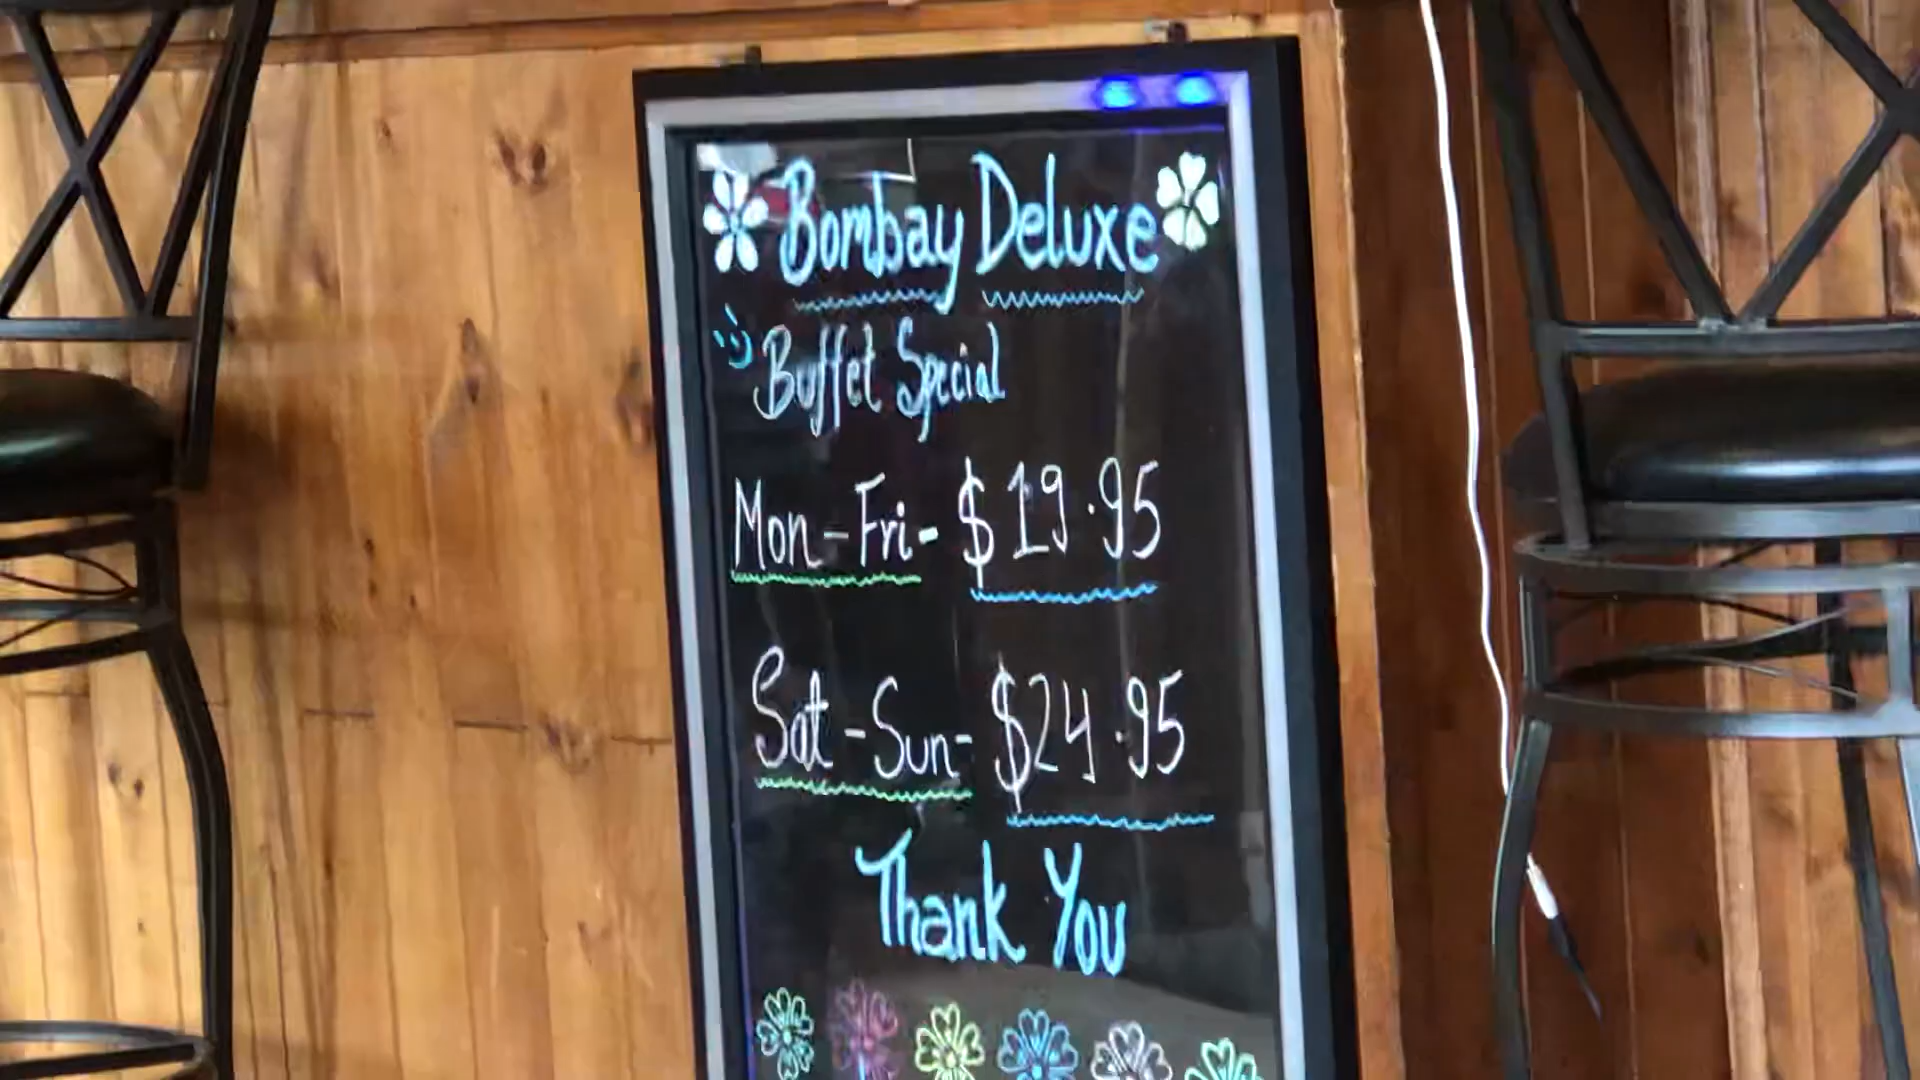 Bombay Deluxe
Buffet Special
Mon-Fri- $19.95
Sat-Sun- $24.95
Thank You